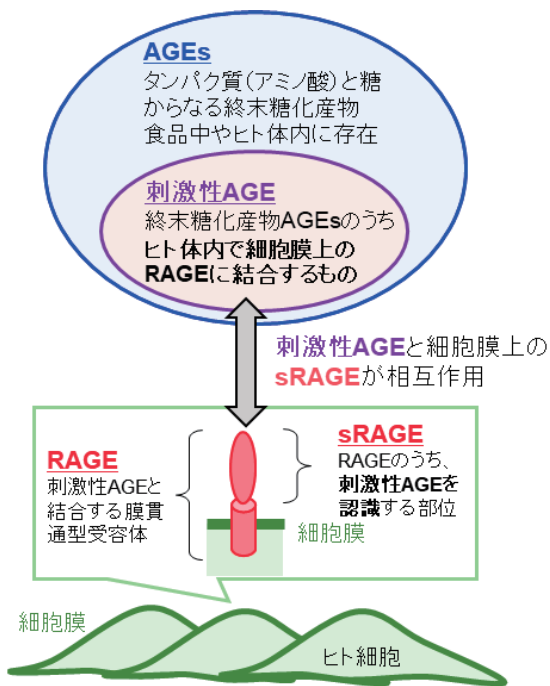 AGEs
タンパク質(アミノ酸)と糖
からなる終末糖化産物
食品中やヒト体内に存在
刺激性AGE
終末糖化産物AGEsのうち
ヒト体内で細胞膜上の
RAGEに結合するもの
刺激性AGEと細胞膜上の
sRAGEが相互作用
RAGE
刺激性AGEと
結合する膜貫
通型受容体
sRAGE
RAGEのうち、
刺激性AGEを
認識する部位
細胞膜
細胞膜
ヒト細胞